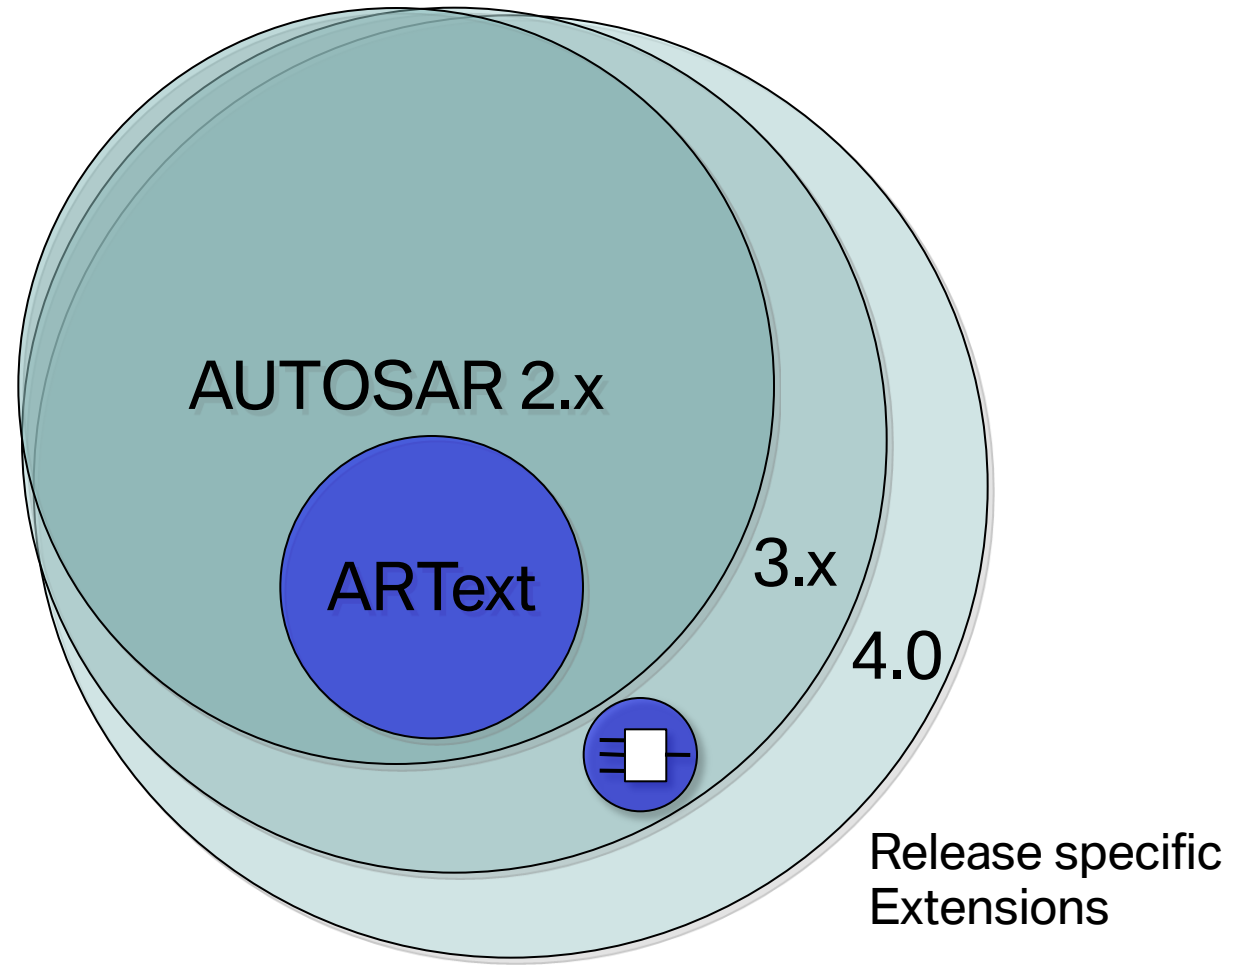 AUTOSAR 2.x
ARText
3.x
4.0
Release specific
Extensions